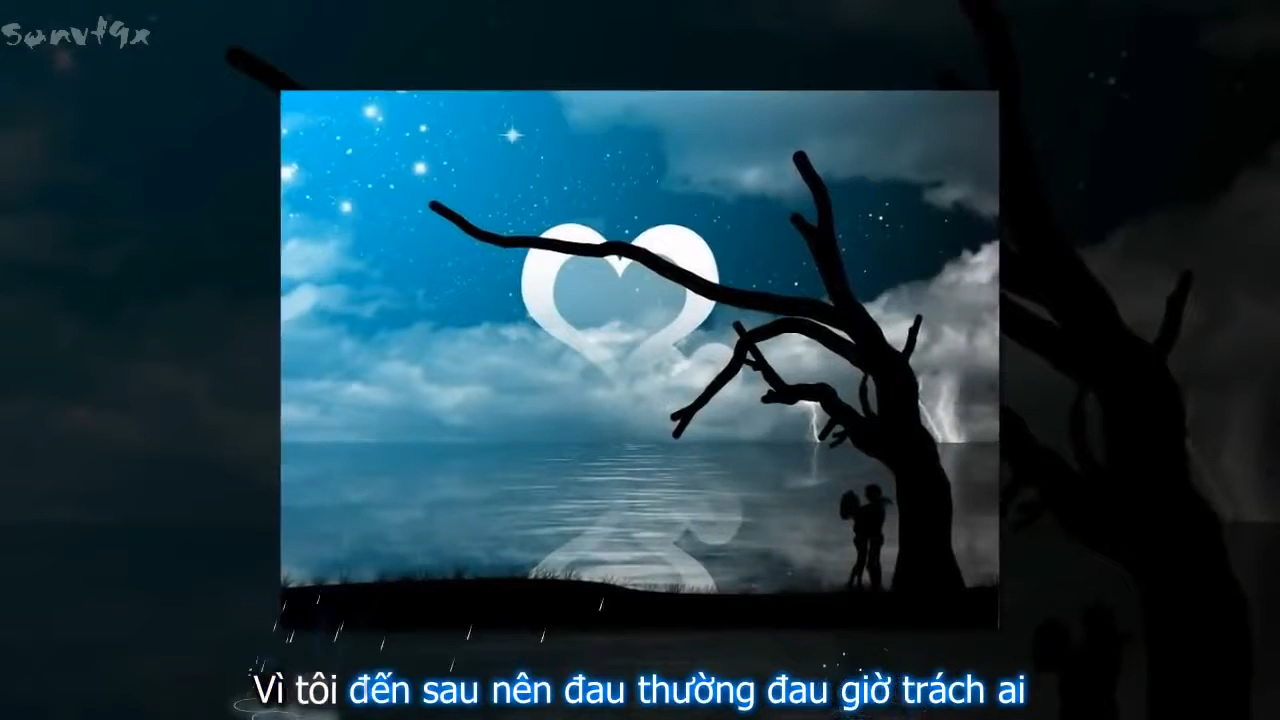 sonvt9x
Vì tôi đến sau nên đau thường đau giờ trách ai